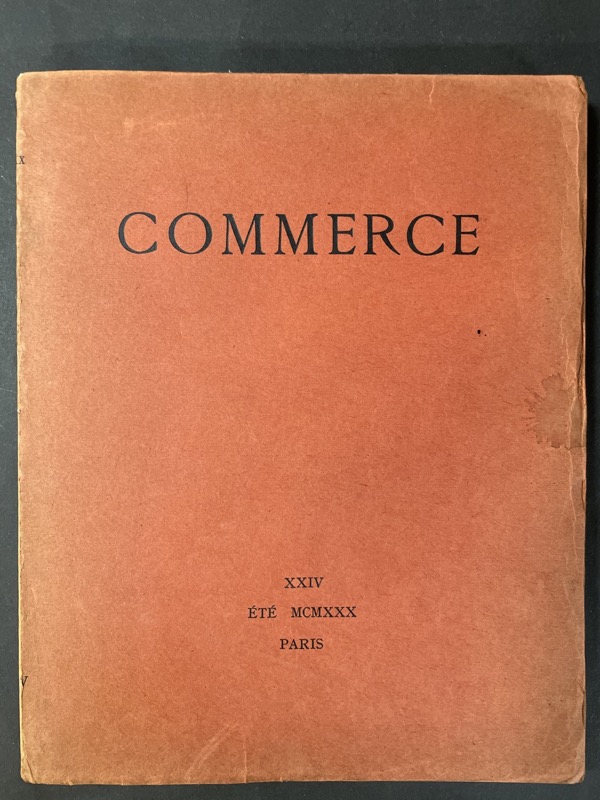 COMMERCE
XXIV
ÉTÉ MCMXXX
PARIS